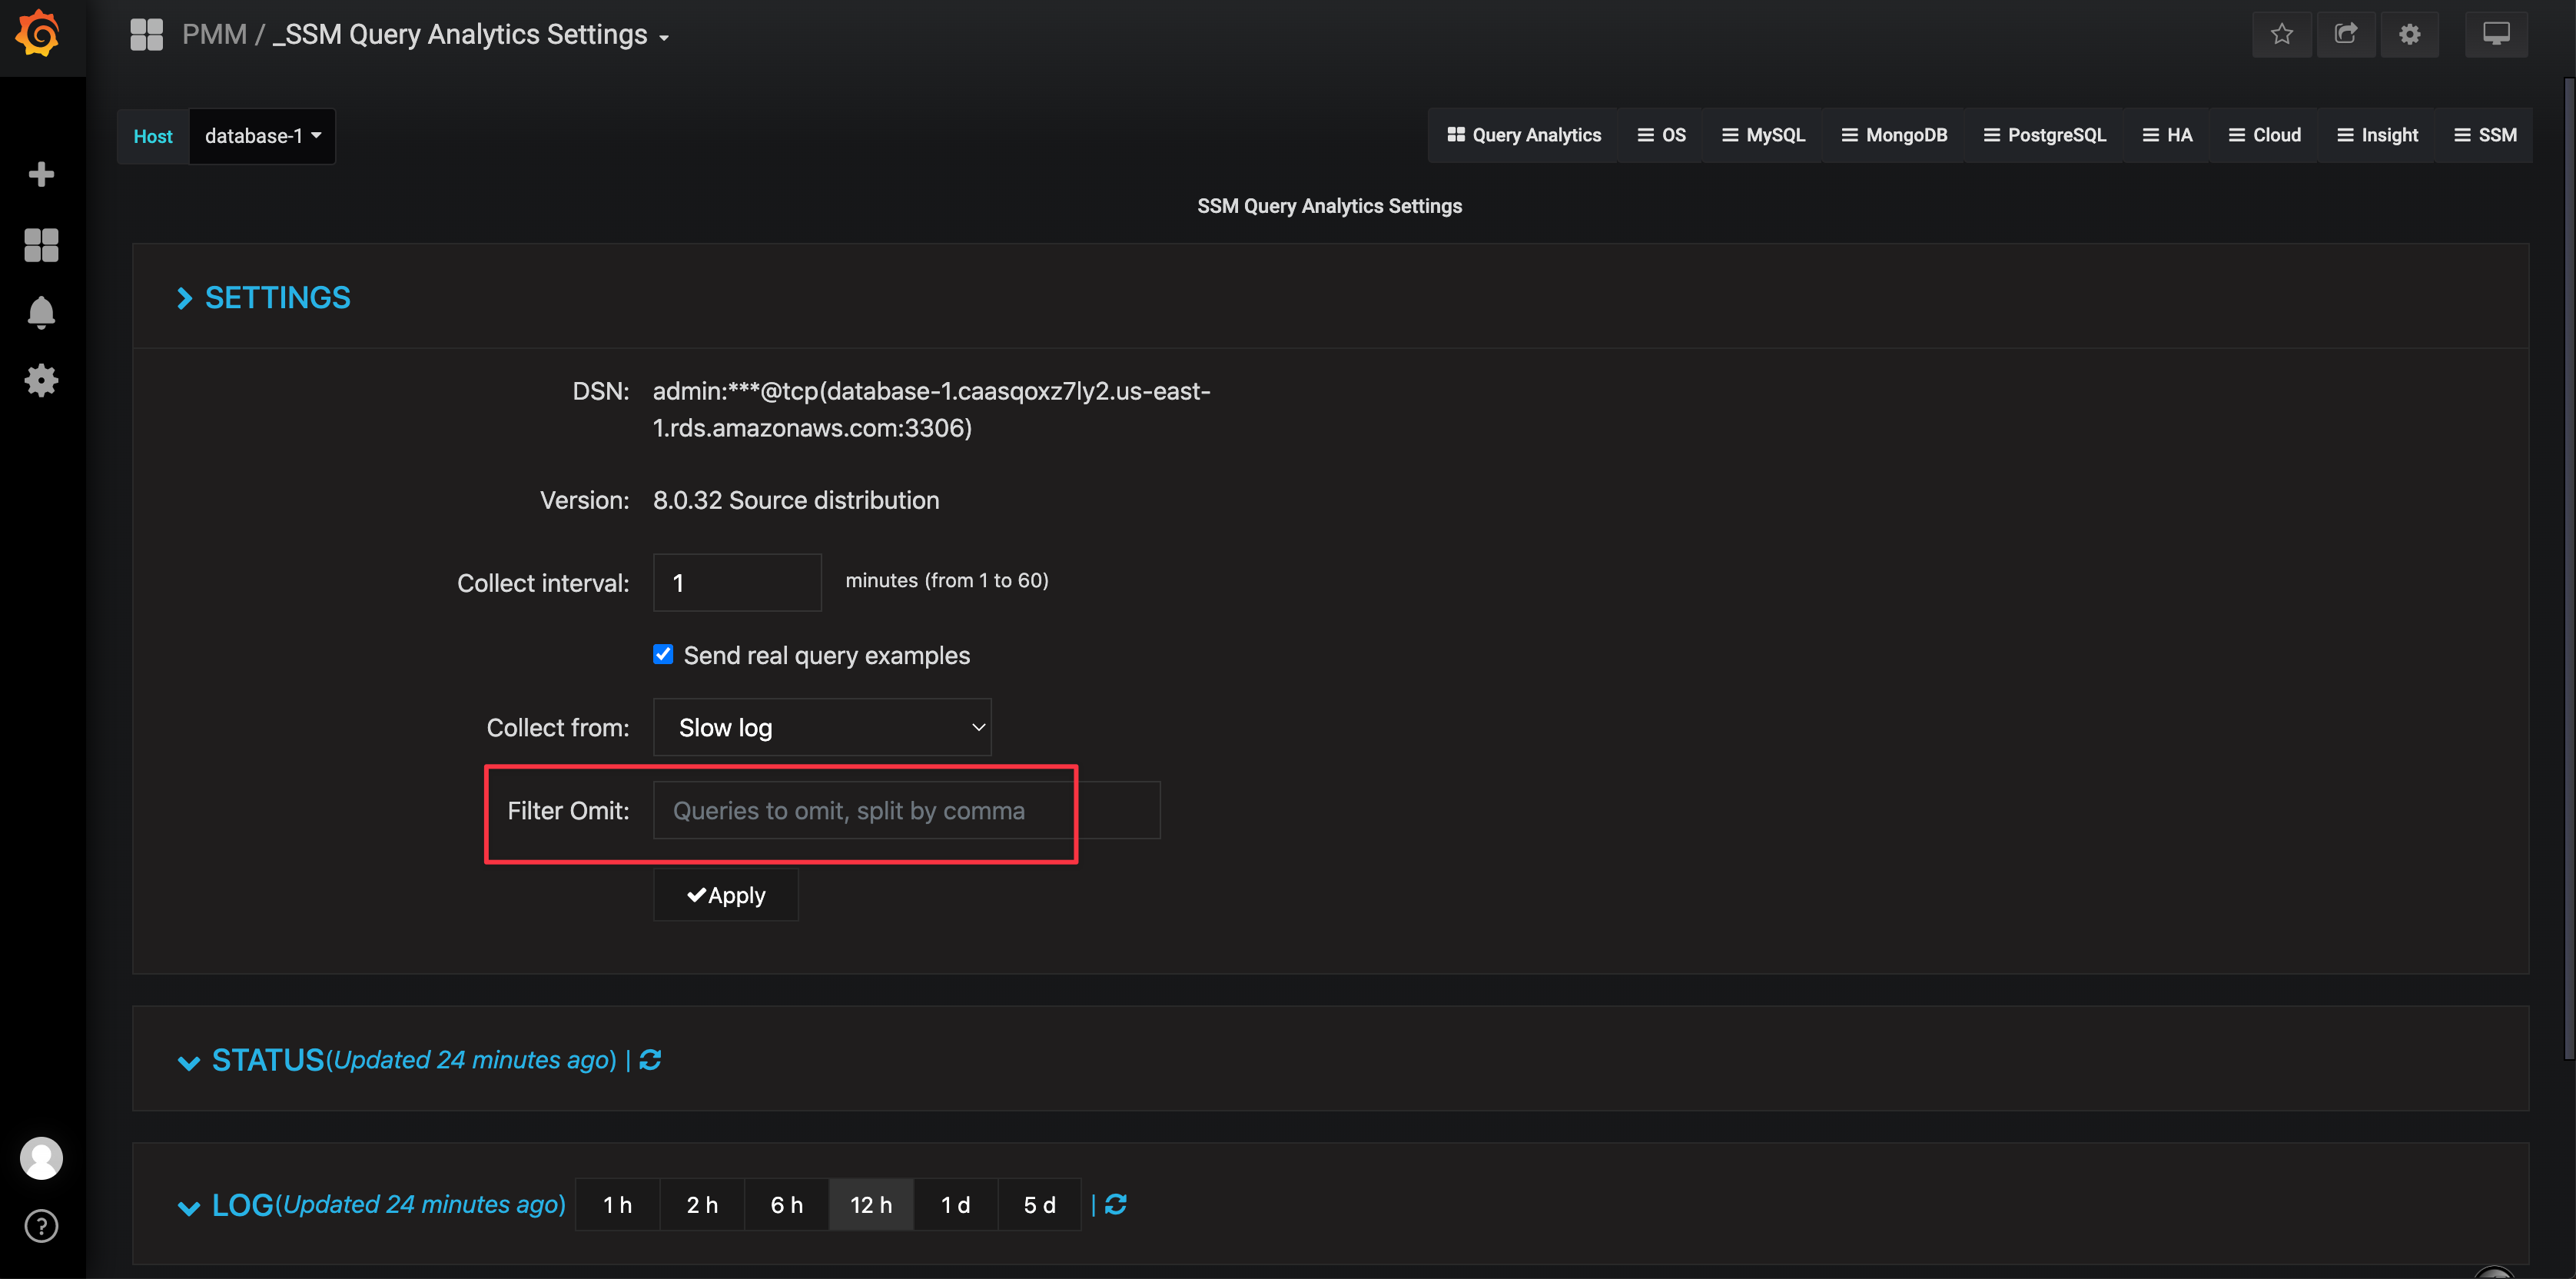 PMM / _SSM Query Analytics Settings
Host database-1
Query Analytics OS MySQL MongoDB PostgreSQL HA Cloud Insight SSM
SSM Query Analytics Settings
SETTINGS
DSN: admin:***@tcp(database-1.caasqoxz7ly2.us-east-
1.rds.amazonaws.com:3306)
Version: 8.0.32 Source distribution
Collect interval: 1 minutes (from 1 to 60)
Send real query examples
Collect from: Slow log
Filter Omit: Queries to omit, split by comma
Apply
STATUS(Updated 24 minutes ago) |
LOG(Updated 24 minutes ago) 1 h 2 h 6 h 12 h 1 d 5 d |